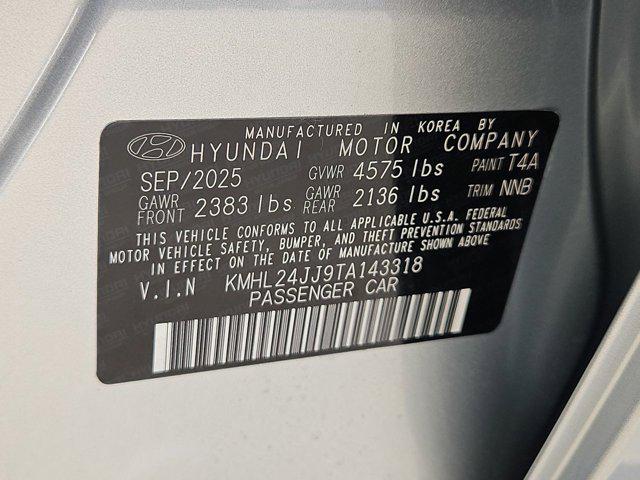 MANUFACTURED IN KOREA BY
HYUNDAI MOTOR COMPANY
SEP/2025 GVWR 4575 lbs PAINT T4A
GAWR FRONT 2383 lbs GAWR REAR 2136 lbs TRIM NNB
THIS VEHICLE CONFORMS TO ALL APPLICABLE U.S.A. FEDERAL
MOTOR VEHICLE SAFETY, BUMPER, AND THEFT PREVENTION STANDARDS
IN EFFECT ON THE DATE OF MANUFACTURE SHOWN ABOVE
V.I.N KMHL24JJ9TA143318
PASSENGER CAR